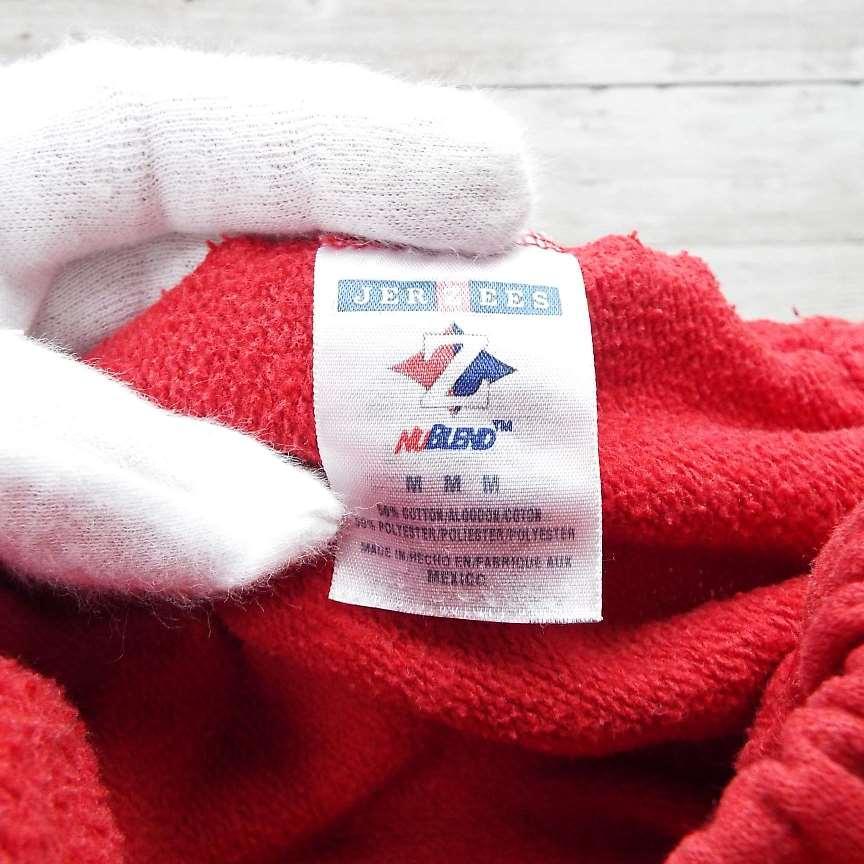 JERZEES
Z
NUBLEND™
M M M
50% COTTON/ALGODON/COTON
50% POLYESTER/POLIESTER/POLYESTER
MADE IN/HECHO EN/FABRIQUE AUX
MEXICO